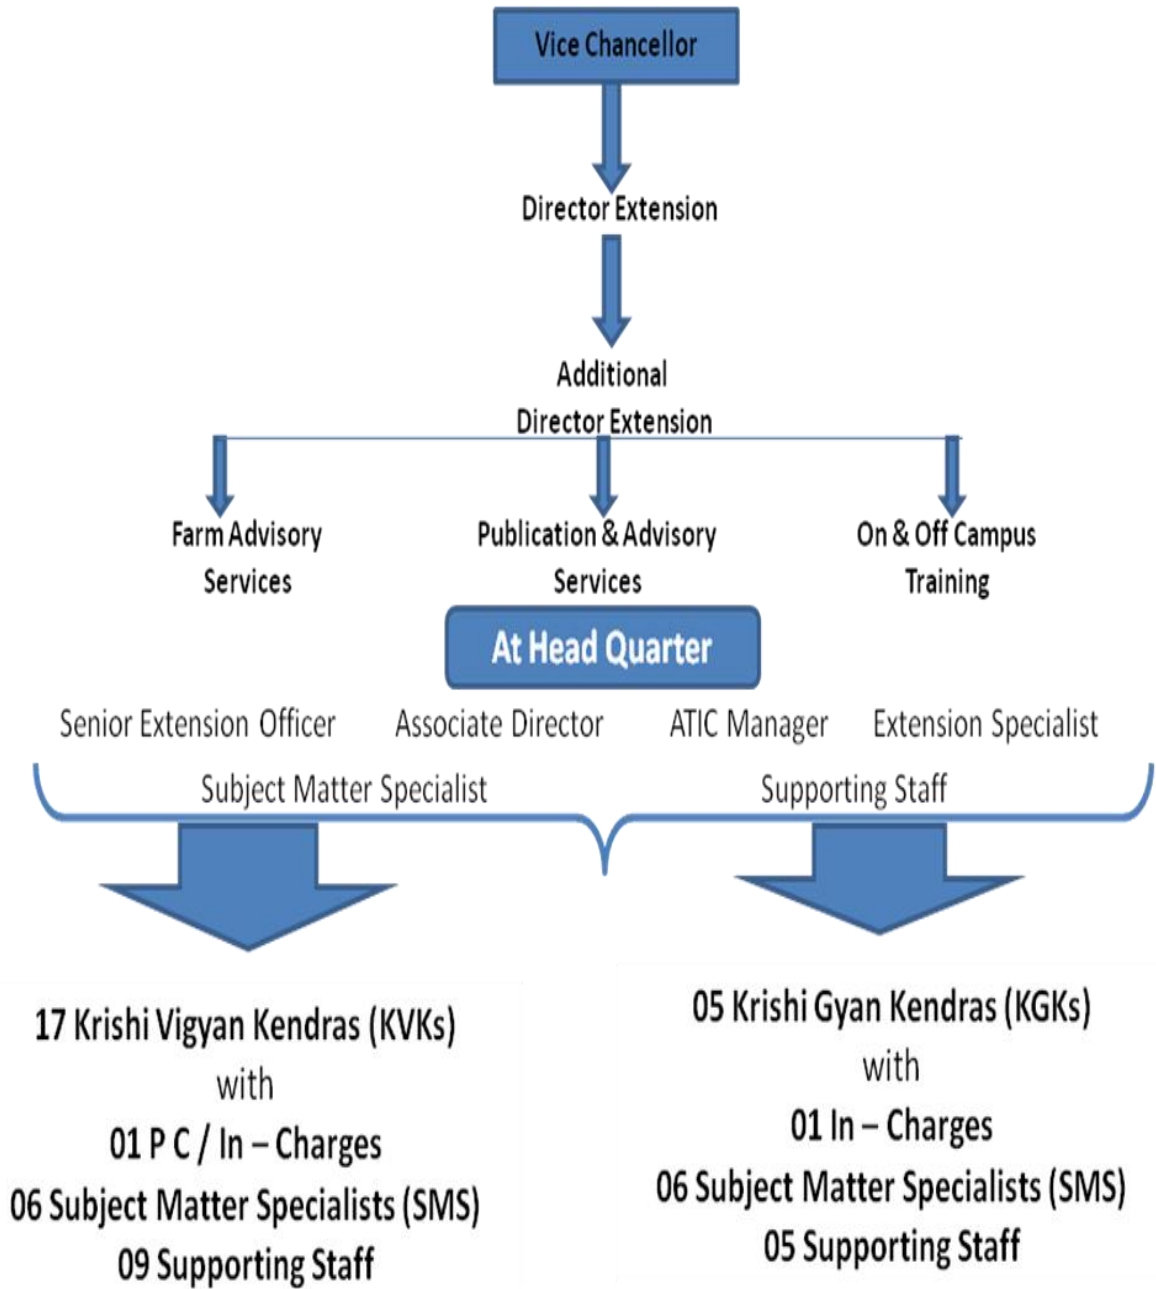 Vice Chancellor
Director Extension
Additional
Director Extension
Farm Advisory
Services
Publication & Advisory
Services
On & Off Campus
Training
At Head Quarter
Senior Extension Officer
Associate Director
ATIC Manager
Extension Specialist
Subject Matter Specialist
Supporting Staff
17 Krishi Vigyan Kendras (KVKs)
with
01 P C / In – Charges
06 Subject Matter Specialists (SMS)
09 Supporting Staff
05 Krishi Gyan Kendras (KGKs)
with
01 In – Charges
06 Subject Matter Specialists (SMS)
05 Supporting Staff